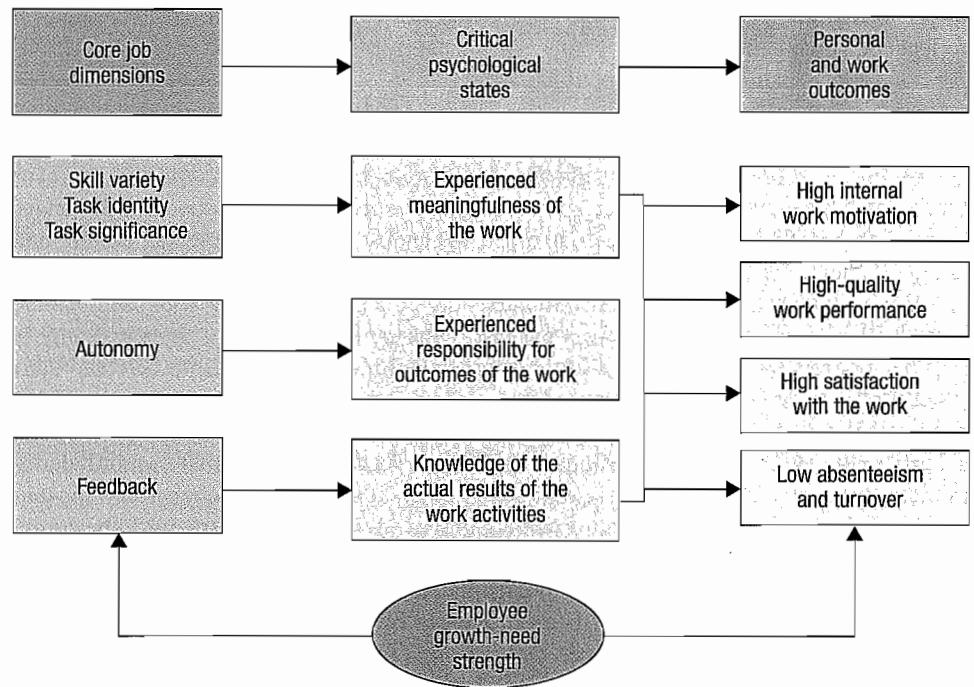 Core job
dimensions
Critical
psychological
states
Personal
and work
outcomes
Skill variety
Task identity
Task significance
Experienced
meaningfulness of
the work
High internal
work motivation
High-quality
work performance
Autonomy
Experienced
responsibility for
outcomes of the work
High satisfaction
with the work
Feedback
Knowledge of the
actual results of the
work activities
Low absenteeism
and turnover
Employee
growth-need
strength